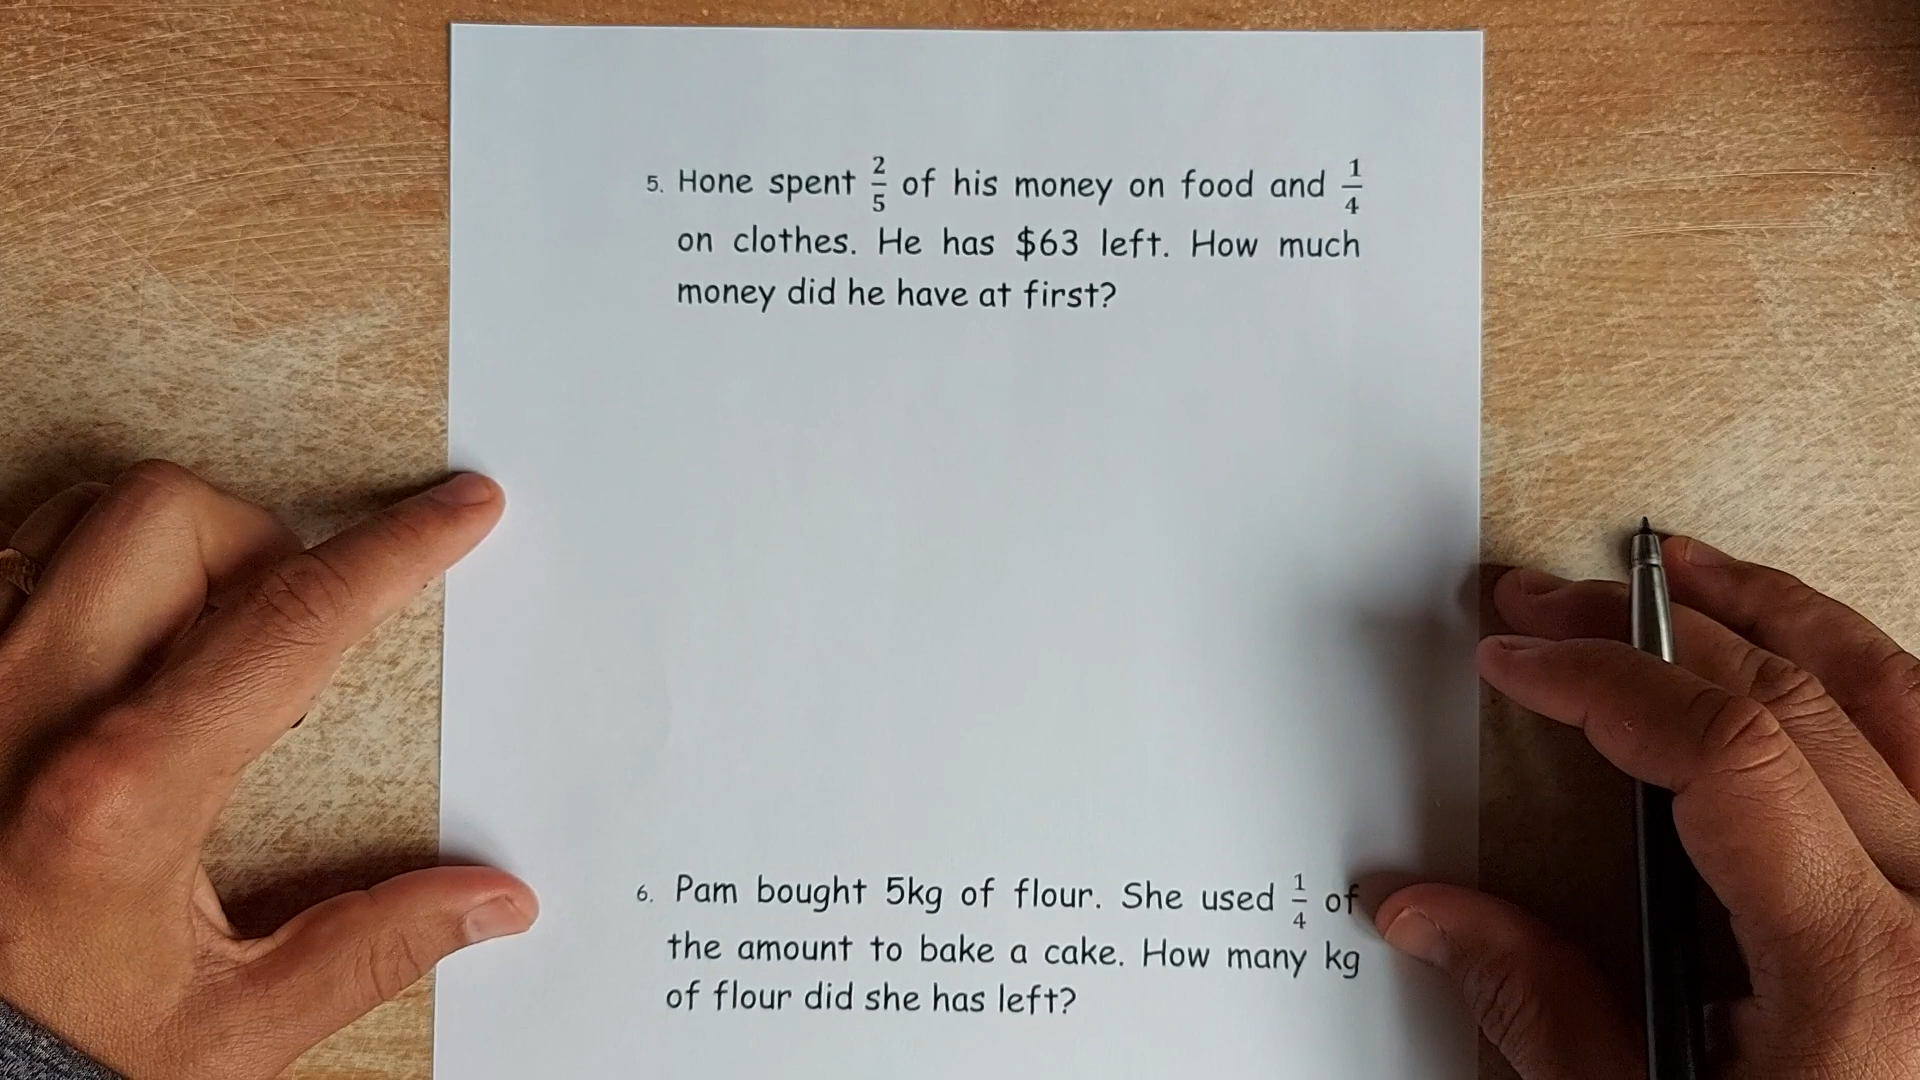 5. Hone spent 2/5 of his money on food and 1/4
on clothes. He has $63 left. How much
money did he have at first?
6. Pam bought 5kg of flour. She used 1/4 of
the amount to bake a cake. How many kg
of flour did she has left?